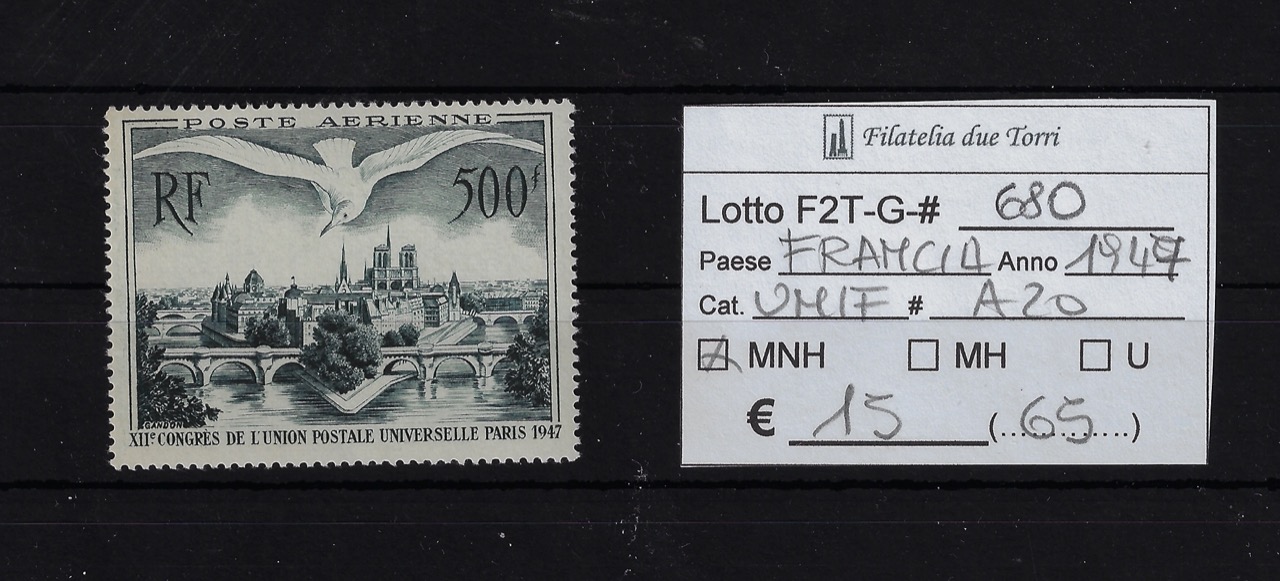 POSTE AERIENNE
RF 500f
GANDON
XIIe CONGRÈS DE L'UNION POSTALE UNIVERSELLE PARIS 1947
Filatelia due Torri
Lotto F2T-G-# 680
Paese FRANCIA Anno 1947
Cat. UNIF # A20
MNH MH U
€ 15 (..65..)